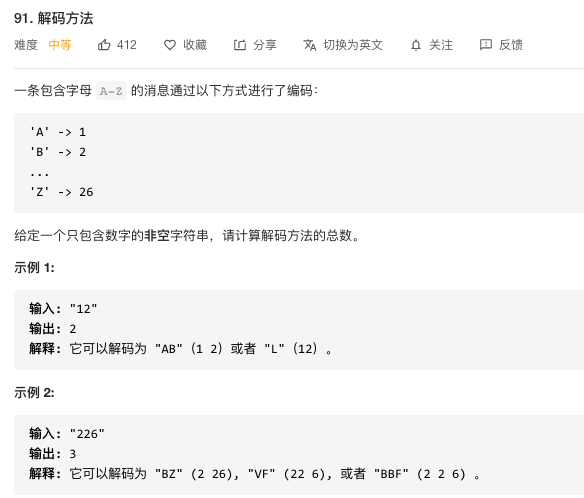 91. 解码方法
难度 中等 412 收藏 分享 切换为英文 关注 反馈
一条包含字母 A-Z 的消息通过以下方式进行了编码：
'A' -> 1
'B' -> 2
...
'Z' -> 26
给定一个只包含数字的非空字符串，请计算解码方法的总数。
示例 1:
输入: "12"
输出: 2
解释: 它可以解码为 "AB"（1 2）或者 "L"（12）。
示例 2:
输入: "226"
输出: 3
解释: 它可以解码为 "BZ" (2 26), "VF" (22 6), 或者 "BBF" (2 2 6) 。